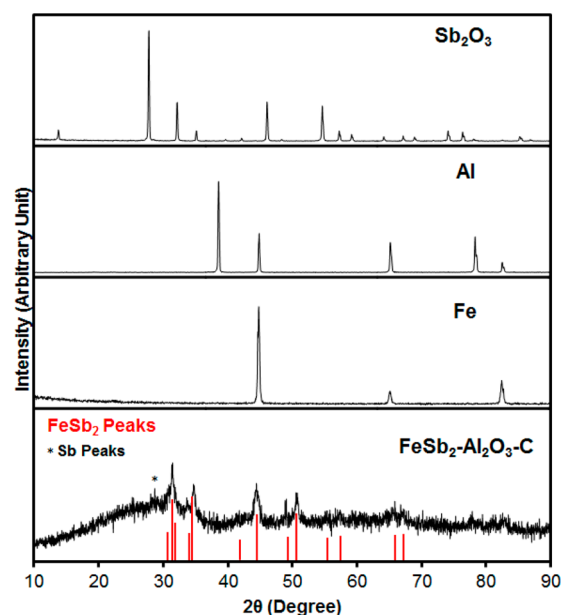 Sb₂O₃
Al
Fe
FeSb₂ Peaks
* Sb Peaks
FeSb₂-Al₂O₃-C
*
Intensity (Arbitrary Unit)
10 20 30 40 50 60 70 80 90
2θ (Degree)